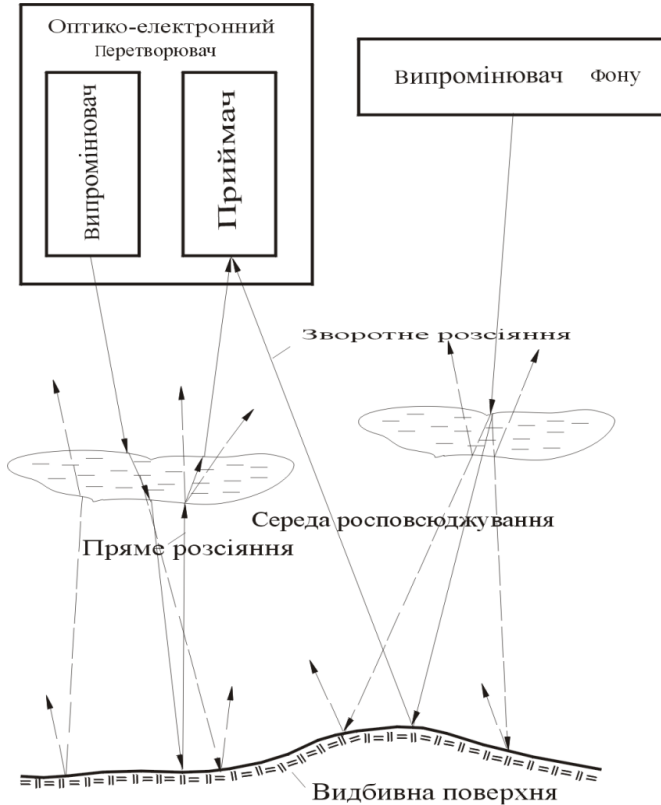 Оптико-електронний
Перетворювач
Випромінювач
Приймач
Випромінювач Фону
Зворотне розсіяння
Середа росповсюджування
Пряме розсіяння
Видбивна поверхня